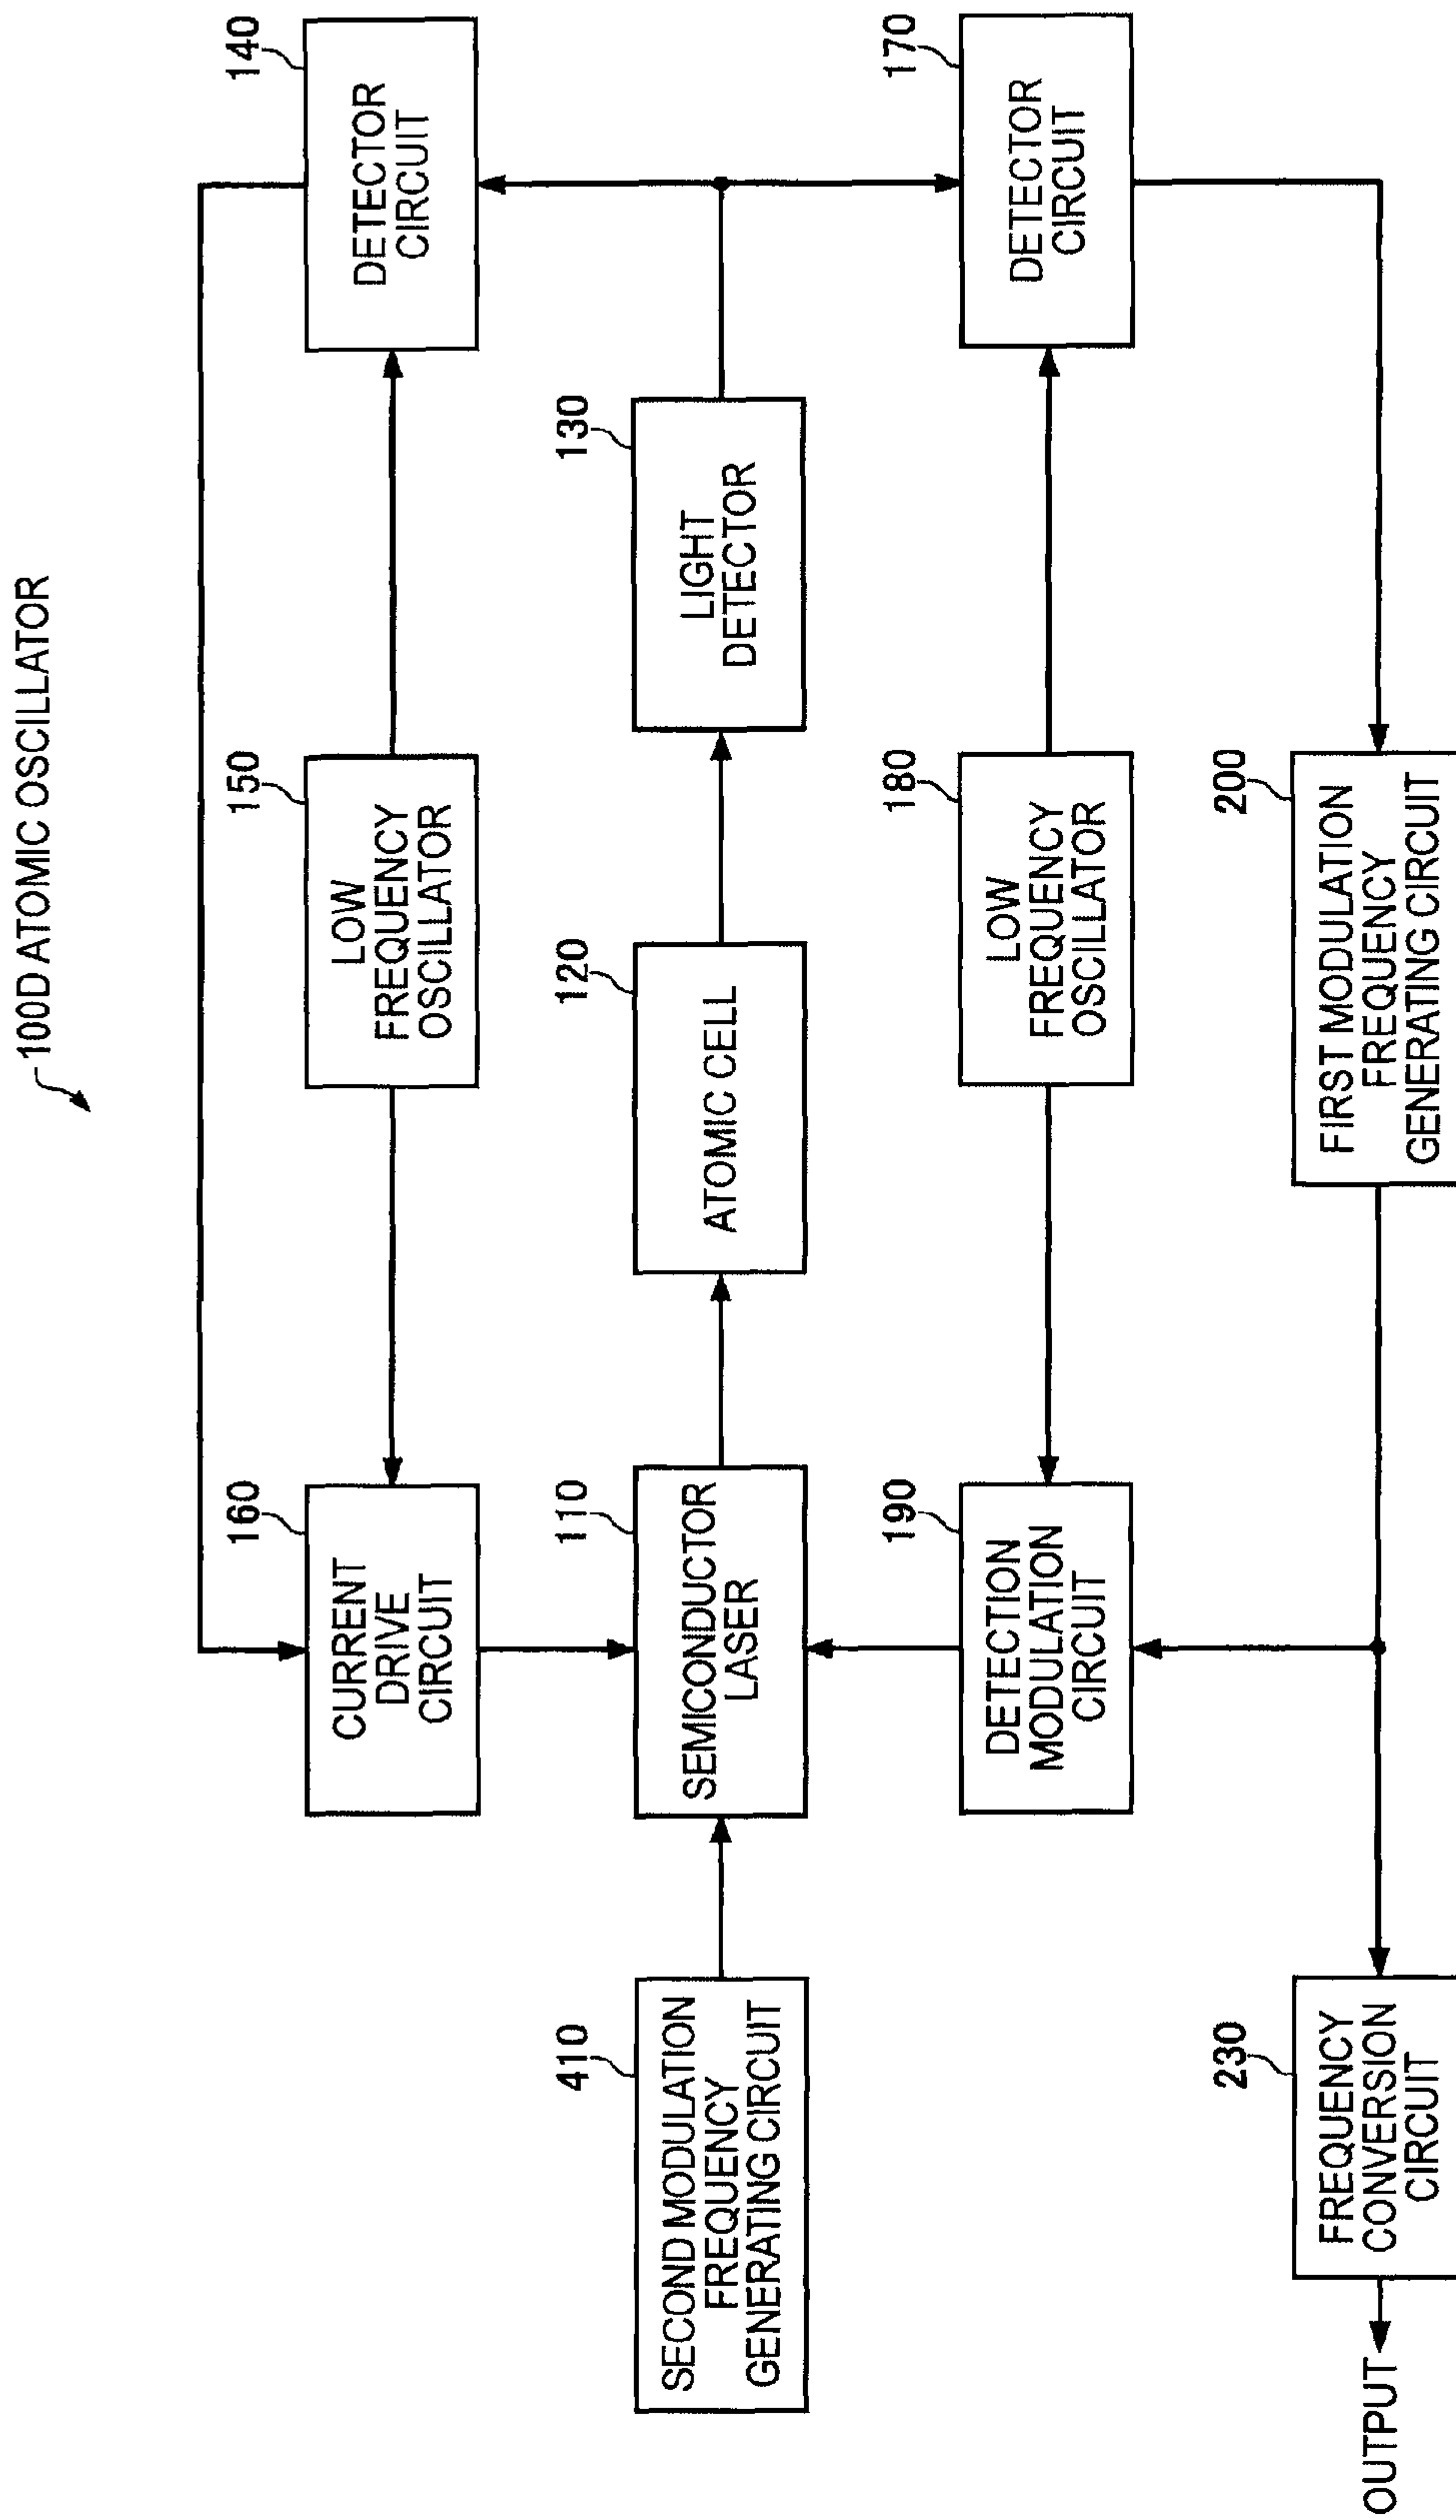 100D ATOMIC OSCILLATOR
160
CURRENT
DRIVE
CIRCUIT
150
LOW
FREQUENCY
OSCILLATOR
140
DETECTOR
CIRCUIT
410
SECOND MODULATION
FREQUENCY
GENERATING CIRCUIT
110
SEMICONDUCTOR
LASER
120
ATOMIC CELL
130
LIGHT
DETECTOR
190
DETECTION
MODULATION
CIRCUIT
180
LOW
FREQUENCY
OSCILLATOR
170
DETECTOR
CIRCUIT
OUTPUT
230
FREQUENCY
CONVERSION
CIRCUIT
200
FIRST MODULATION
FREQUENCY
GENERATING CIRCUIT